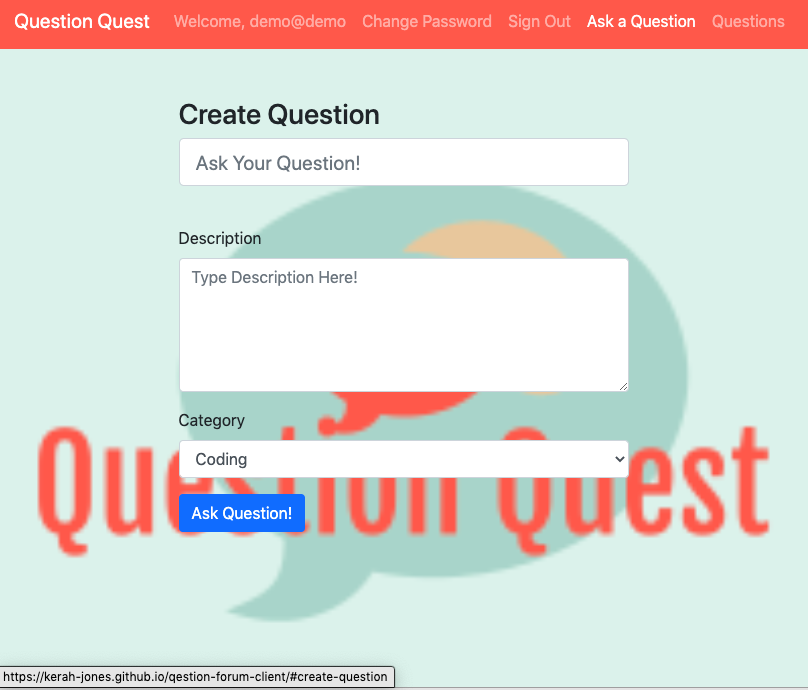 Question Quest Welcome, demo@demo Change Password Sign Out Ask a Question Questions
Create Question
Ask Your Question!
Description
Type Description Here!
Category
Coding
Question Quest
Ask Question!
https://kerah-jones.github.io/qestion-forum-client/#create-question